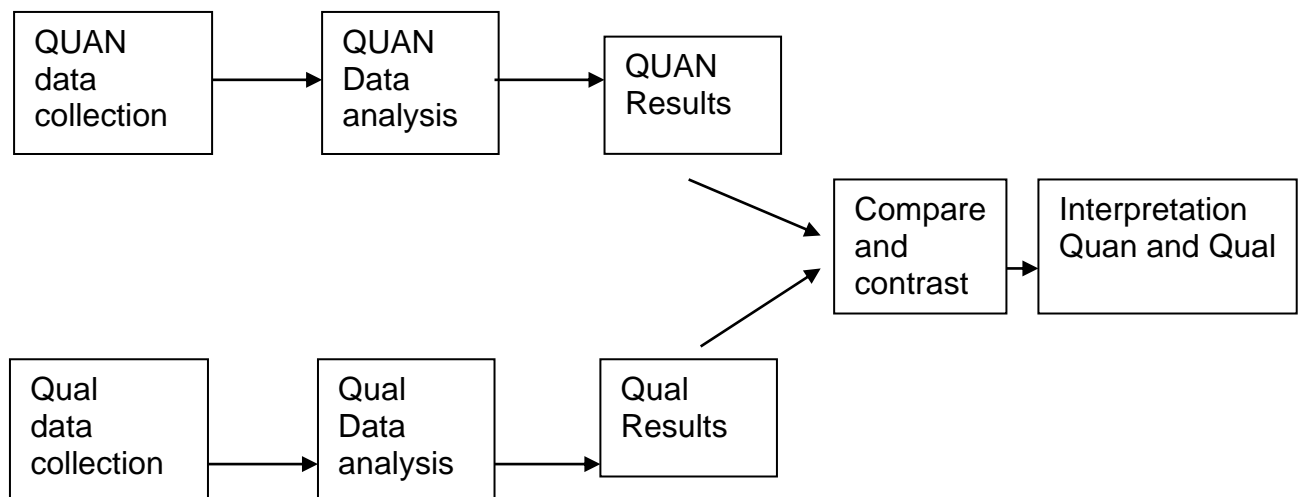 QUAN
data
collection
QUAN
Data
analysis
QUAN
Results
Compare
and
contrast
Interpretation
Quan and Qual
Qual
data
collection
Qual
Data
analysis
Qual
Results